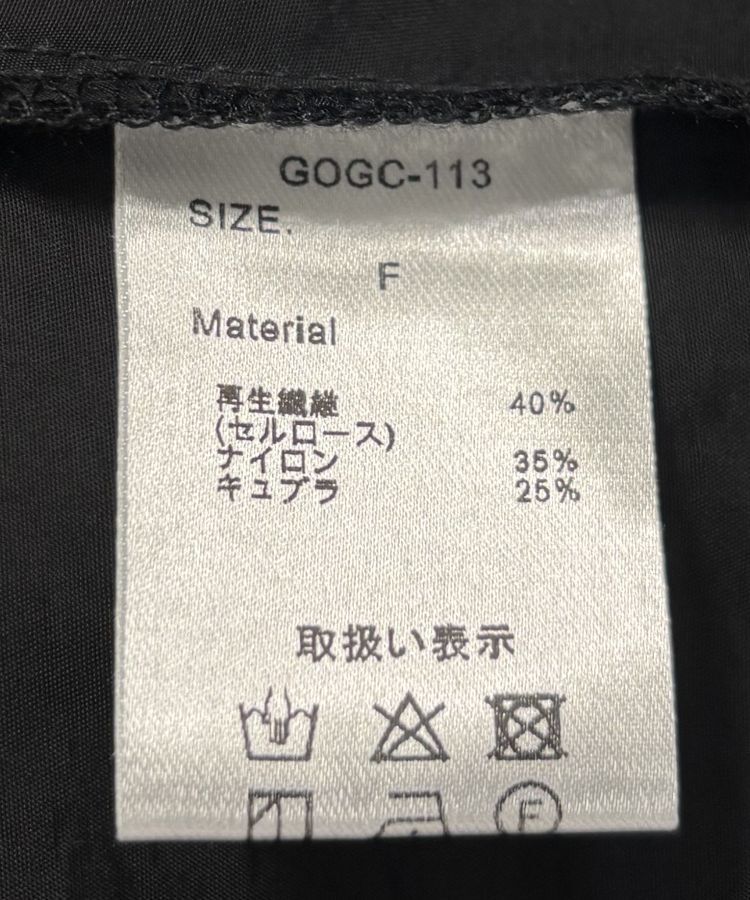 GOGC-113
SIZE.
F
Material
再生繊維 40%
(セルロース)
ナイロン 35%
キュプラ 25%
取扱い表示
F